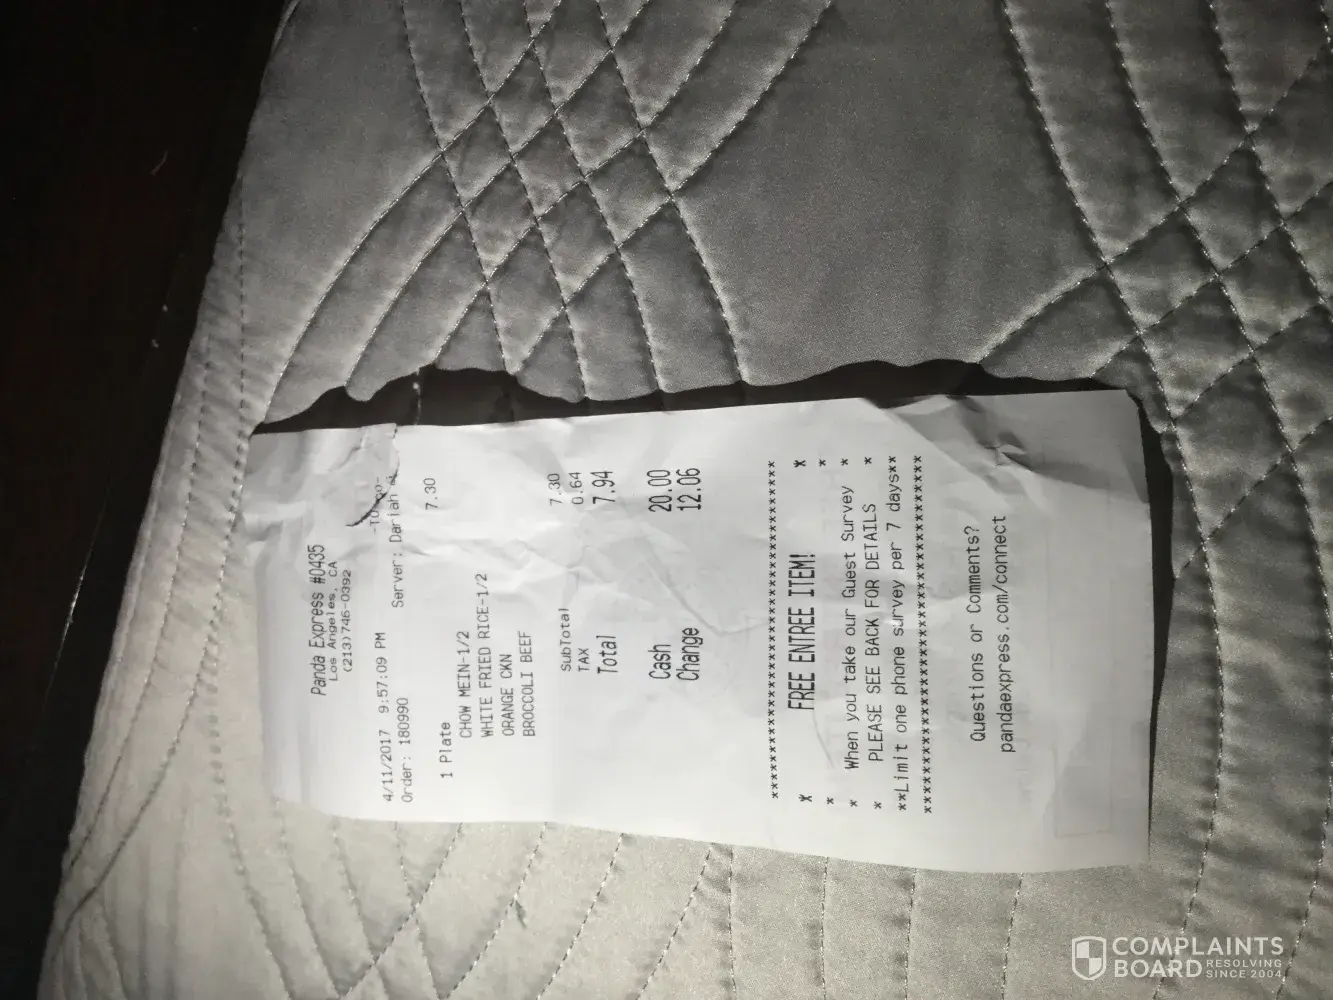 Panda Express #0435
Los Angeles, CA
(213)746-0392
4/11/2017 9:57:09 PM
Order: 180990 Server: Dariah
1 Plate 7.30
CHOW MEIN-1/2
WHITE FRIED RICE-1/2
ORANGE CKN
BROCCOLI BEEF
SubTotal 7.30
TAX 0.64
Total 7.94
Cash 20.00
Change 12.06
***********************************
* FREE ENTREE ITEM! *
* *
* When you take our Guest Survey *
* PLEASE SEE BACK FOR DETAILS *
**Limit one phone survey per 7 days**
***********************************
Questions or Comments?
pandaexpress.com/connect
COMPLAINTS
BOARD RESOLVING
SINCE 2004